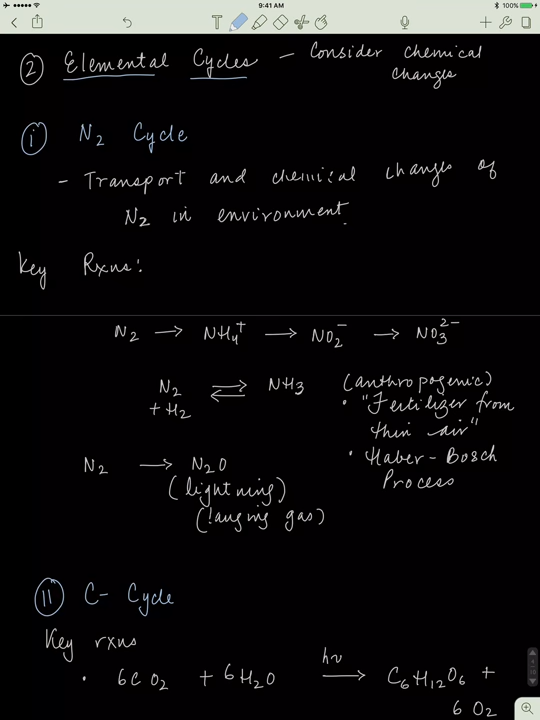 9:41 AM
100%
T
② Elemental Cycles – Consider chemical
changes
ⓘ N₂ Cycle
– Transport and chemical changes of
N₂ in environment.
Key Rxns:
N₂ → NH₄⁺ → NO₂⁻ → NO₃²⁻
N₂ ⇌ NH3 (anthropogenic)
+ H₂
• "Fertilizer from
thin air"
• Haber-Bosch
Process
N₂ → N₂O
(lightning)
(laughing gas)
ⅱ C- Cycle
Key rxns
hν
• 6CO₂ + 6H₂O → C₆H₁₂O₆ +
6O₂